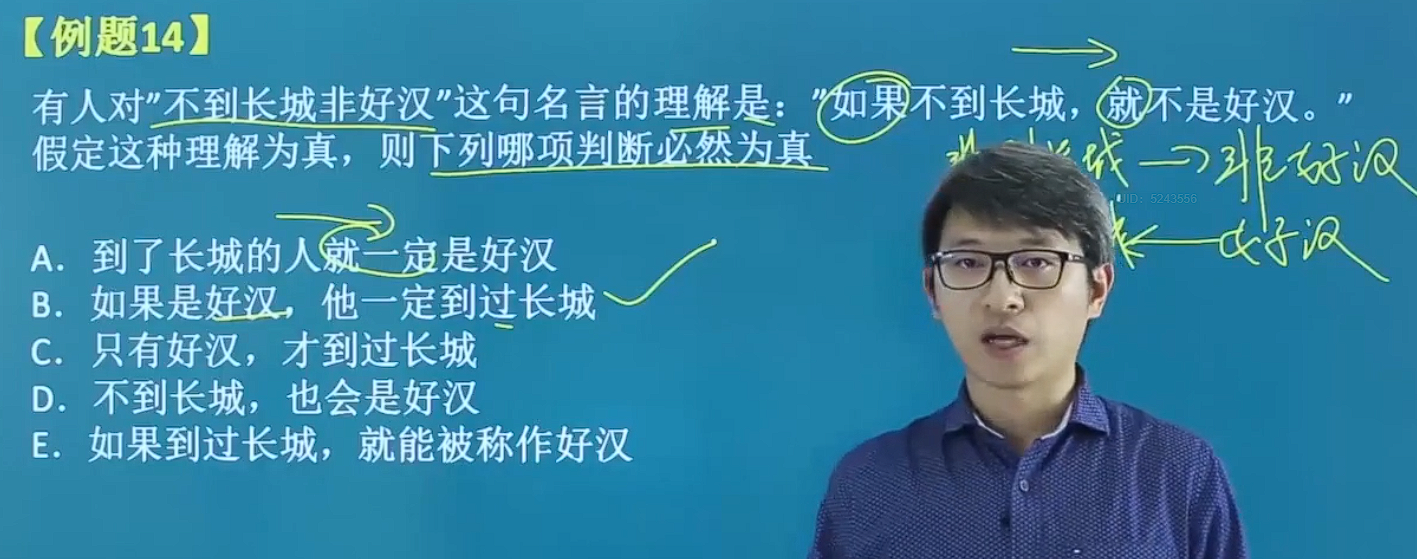 【例题14】
有人对"不到长城非好汉"这句名言的理解是："如果不到长城，就不是好汉。"
假定这种理解为真，则下列哪项判断必然为真
城→非好汉
UID: 5243556
←好汉
A. 到了长城的人就一定是好汉
B. 如果是好汉，他一定到过长城
C. 只有好汉，才到过长城
D. 不到长城，也会是好汉
E. 如果到过长城，就能被称作好汉